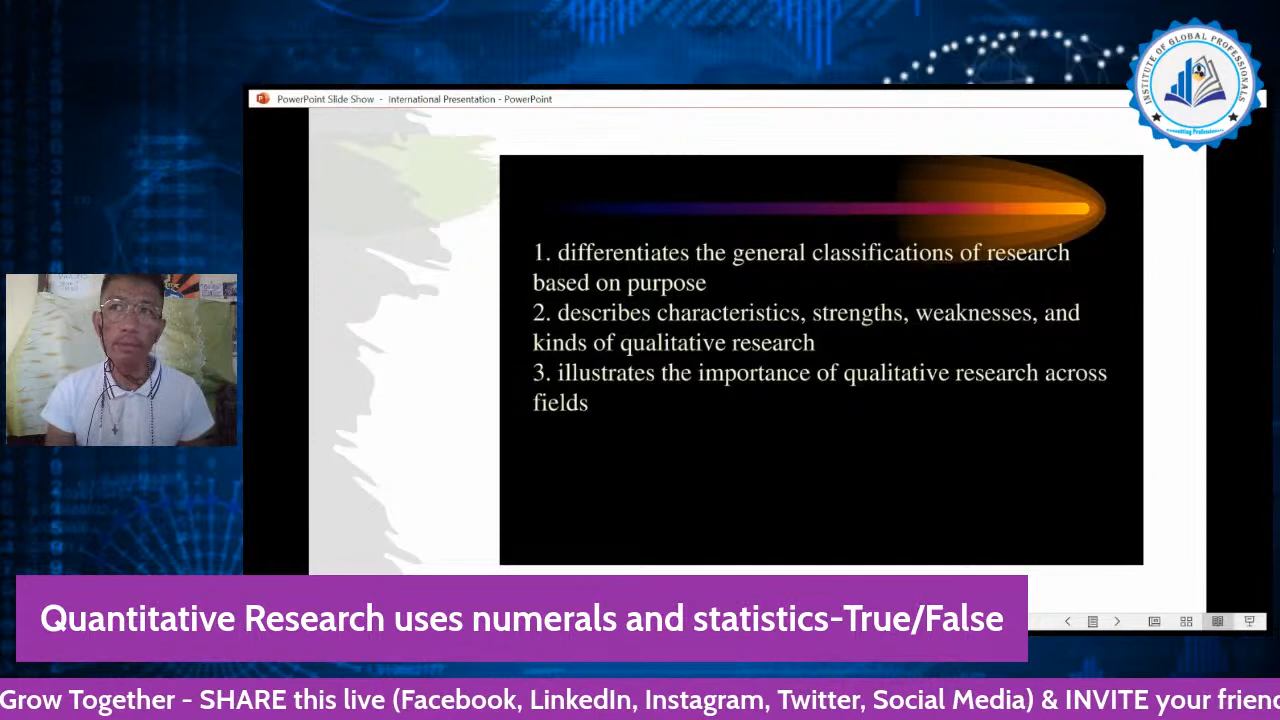 INSTITUTE OF GLOBAL PROFESSIONALS
PowerPoint Slide Show - International Presentation - PowerPoint
1. differentiates the general classifications of research
based on purpose
2. describes characteristics, strengths, weaknesses, and
kinds of qualitative research
3. illustrates the importance of qualitative research across
fields
Quantitative Research uses numerals and statistics-True/False
Grow Together - SHARE this live (Facebook, LinkedIn, Instagram, Twitter, Social Media) & INVITE your friend